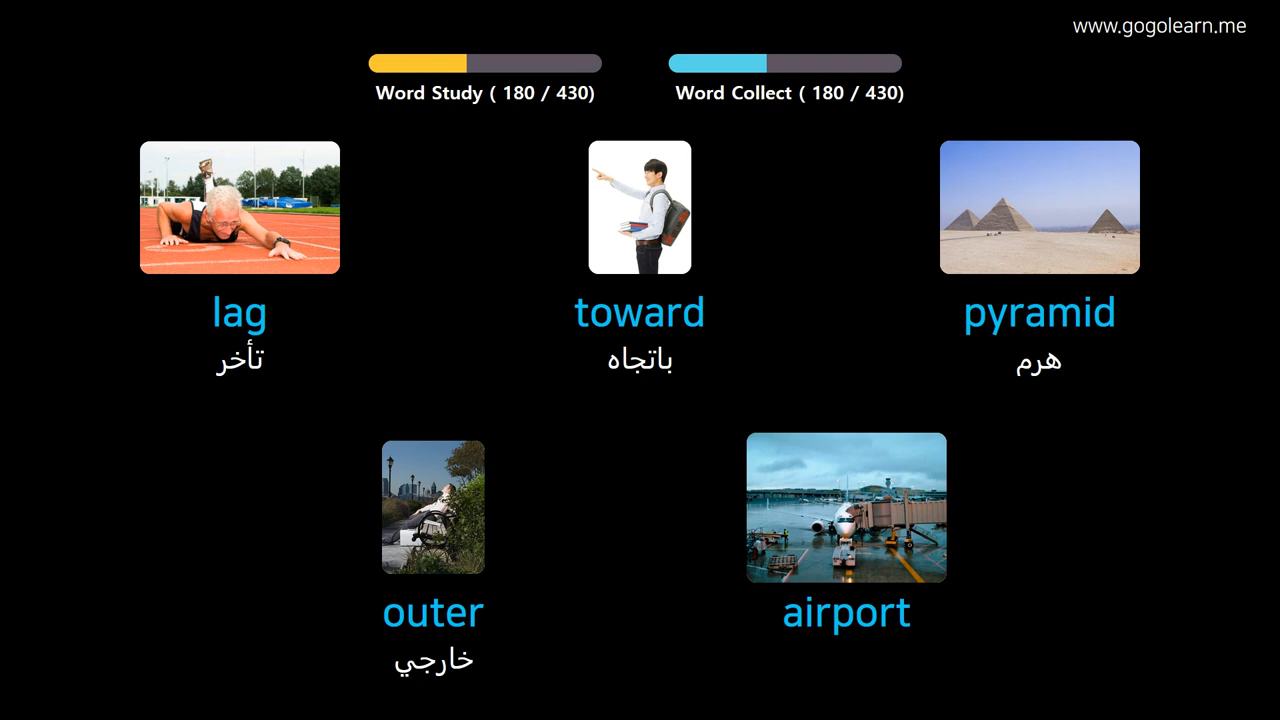 www.gogolearn.me
Word Study ( 180 / 430)
Word Collect ( 180 / 430)
lag
تأخر
toward
باتجاه
pyramid
هرم
outer
خارجي
airport